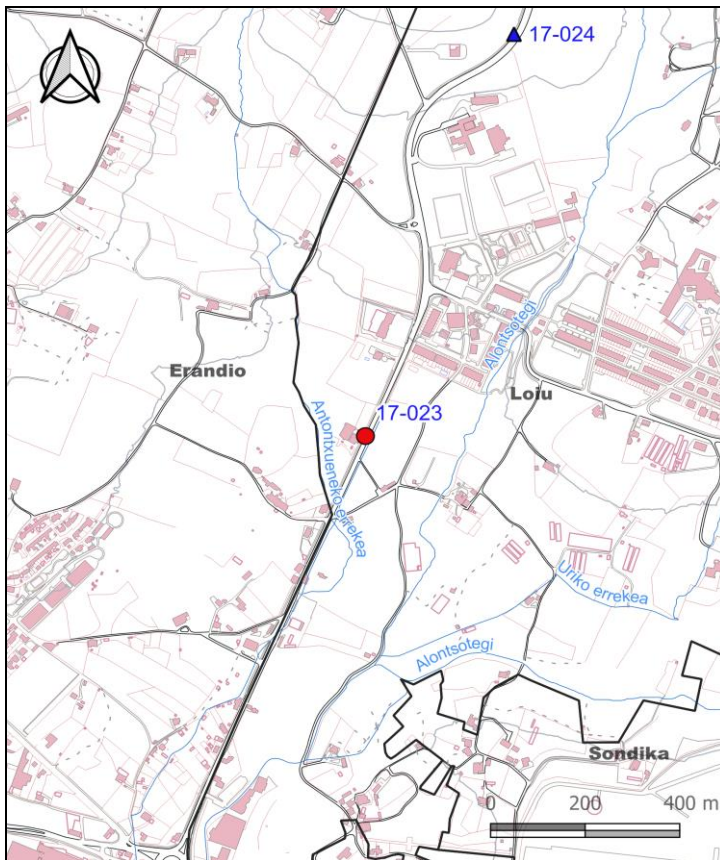 17-024
Alontsotegi
Erandio
Loiu
17-023
Antontxueneko errekea
Uriko errekea
Alontsotegi
Sondika
0 200 400 m